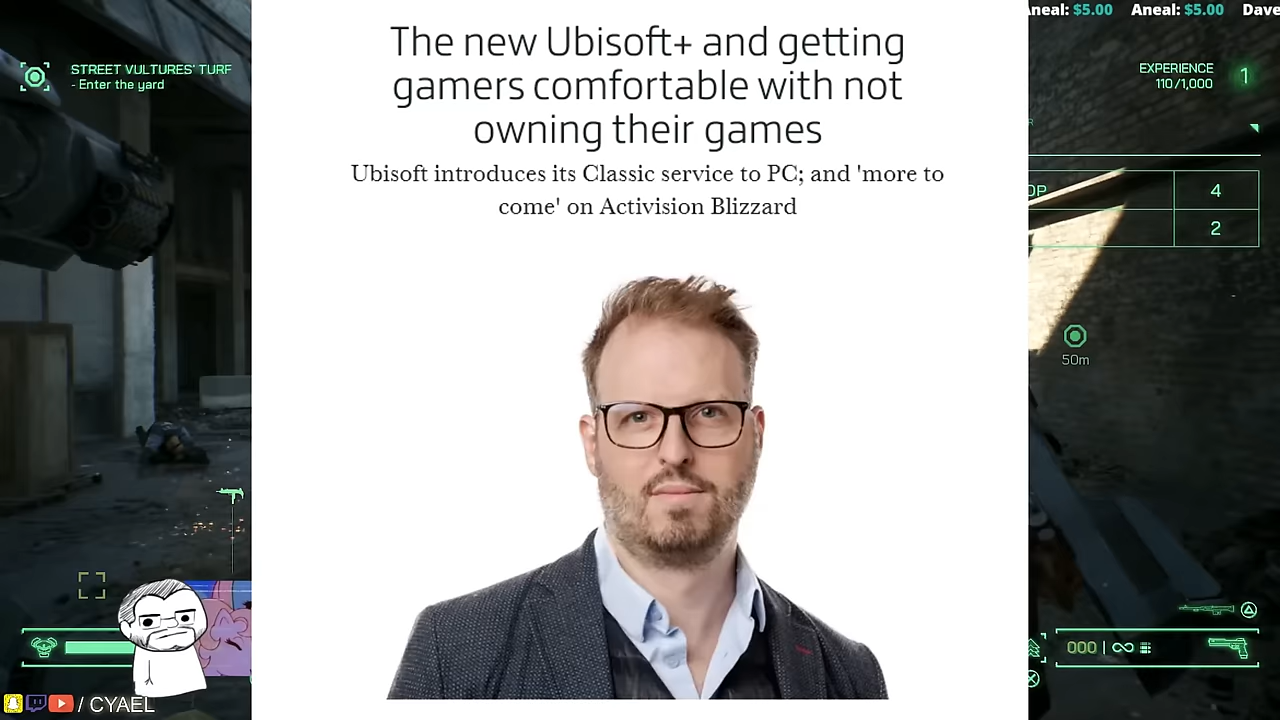 Aneal: $5.00 Aneal: $5.00 Dave
The new Ubisoft+ and getting
gamers comfortable with not
owning their games
Ubisoft introduces its Classic service to PC; and 'more to
come' on Activision Blizzard
STREET VULTURES' TURF
- Enter the yard
EXPERIENCE
110/1,000
1
OP 4
2
50m
000
/ CYAEL